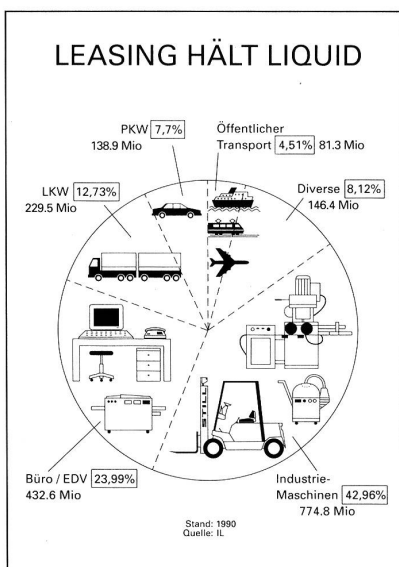 LEASING HÄLT LIQUID
PKW 7,7%
138.9 Mio
Öffentlicher
Transport 4,51% 81.3 Mio
LKW 12,73%
229.5 Mio
Diverse 8,12%
146.4 Mio
STILL
Büro / EDV 23,99%
432.6 Mio
Industrie-
Maschinen 42,96%
774.8 Mio
Stand: 1990
Quelle: IL